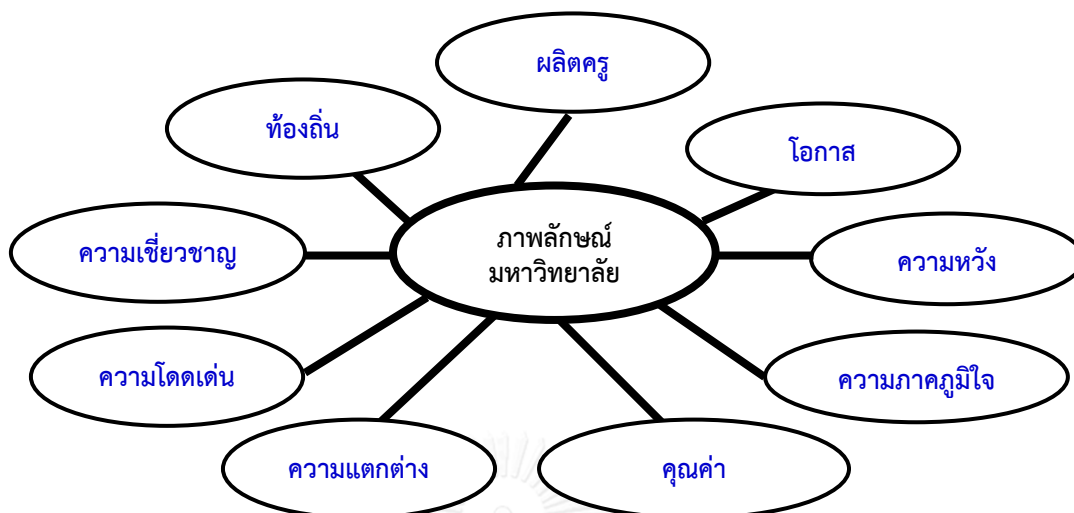 ผลิตครู
ท้องถิ่น
โอกาส
ภาพลักษณ์
มหาวิทยาลัย
ความเชี่ยวชาญ
ความหวัง
ความโดดเด่น
ความภาคภูมิใจ
ความแตกต่าง
คุณค่า